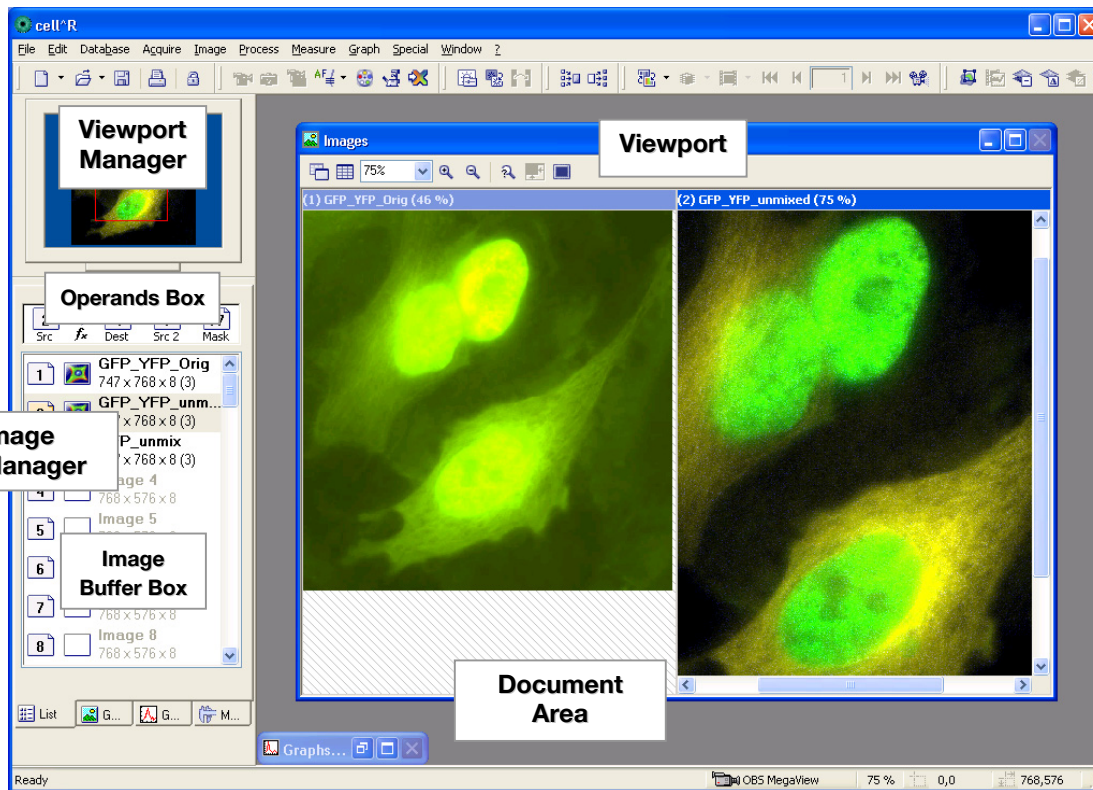 cell^R
File Edit Database Acquire Image Process Measure Graph Special Window ?
AF 1
Viewport
Manager
Images
Viewport
75%
(1) GFP_YFP_Orig (46 %)
(2) GFP_YFP_unmixed (75 %)
Operands Box
Src fx Dest Src 2 Mask
1 GFP_YFP_Orig
747 x 768 x 8 (3)
GFP_YFP_unm...
x 768 x 8 (3)
_unmix
x 768 x 8 (3)
Manager
768 x 576 x 8
5 Image 5
6
Image
Buffer Box
7
768 x 576 x 8
8 Image 8
768 x 576 x 8
Document
Area
List G... G... M...
Graphs...
Ready OBS MegaView 75 % 0,0 768,576